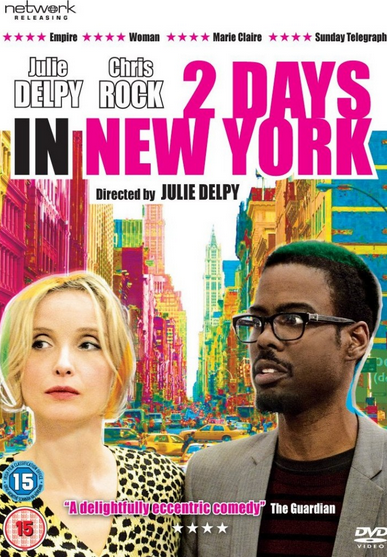 network
RELEASING
★★★★ Empire ★★★★ Woman ★★★★ Marie Claire ★★★★ Sunday Telegraph
Julie DELPY
Chris ROCK
2 DAYS
IN NEW YORK
Directed by JULIE DELPY
15
VIDEO
15
"A delightfully eccentric comedy" The Guardian
★★★★
DVD
VIDEO